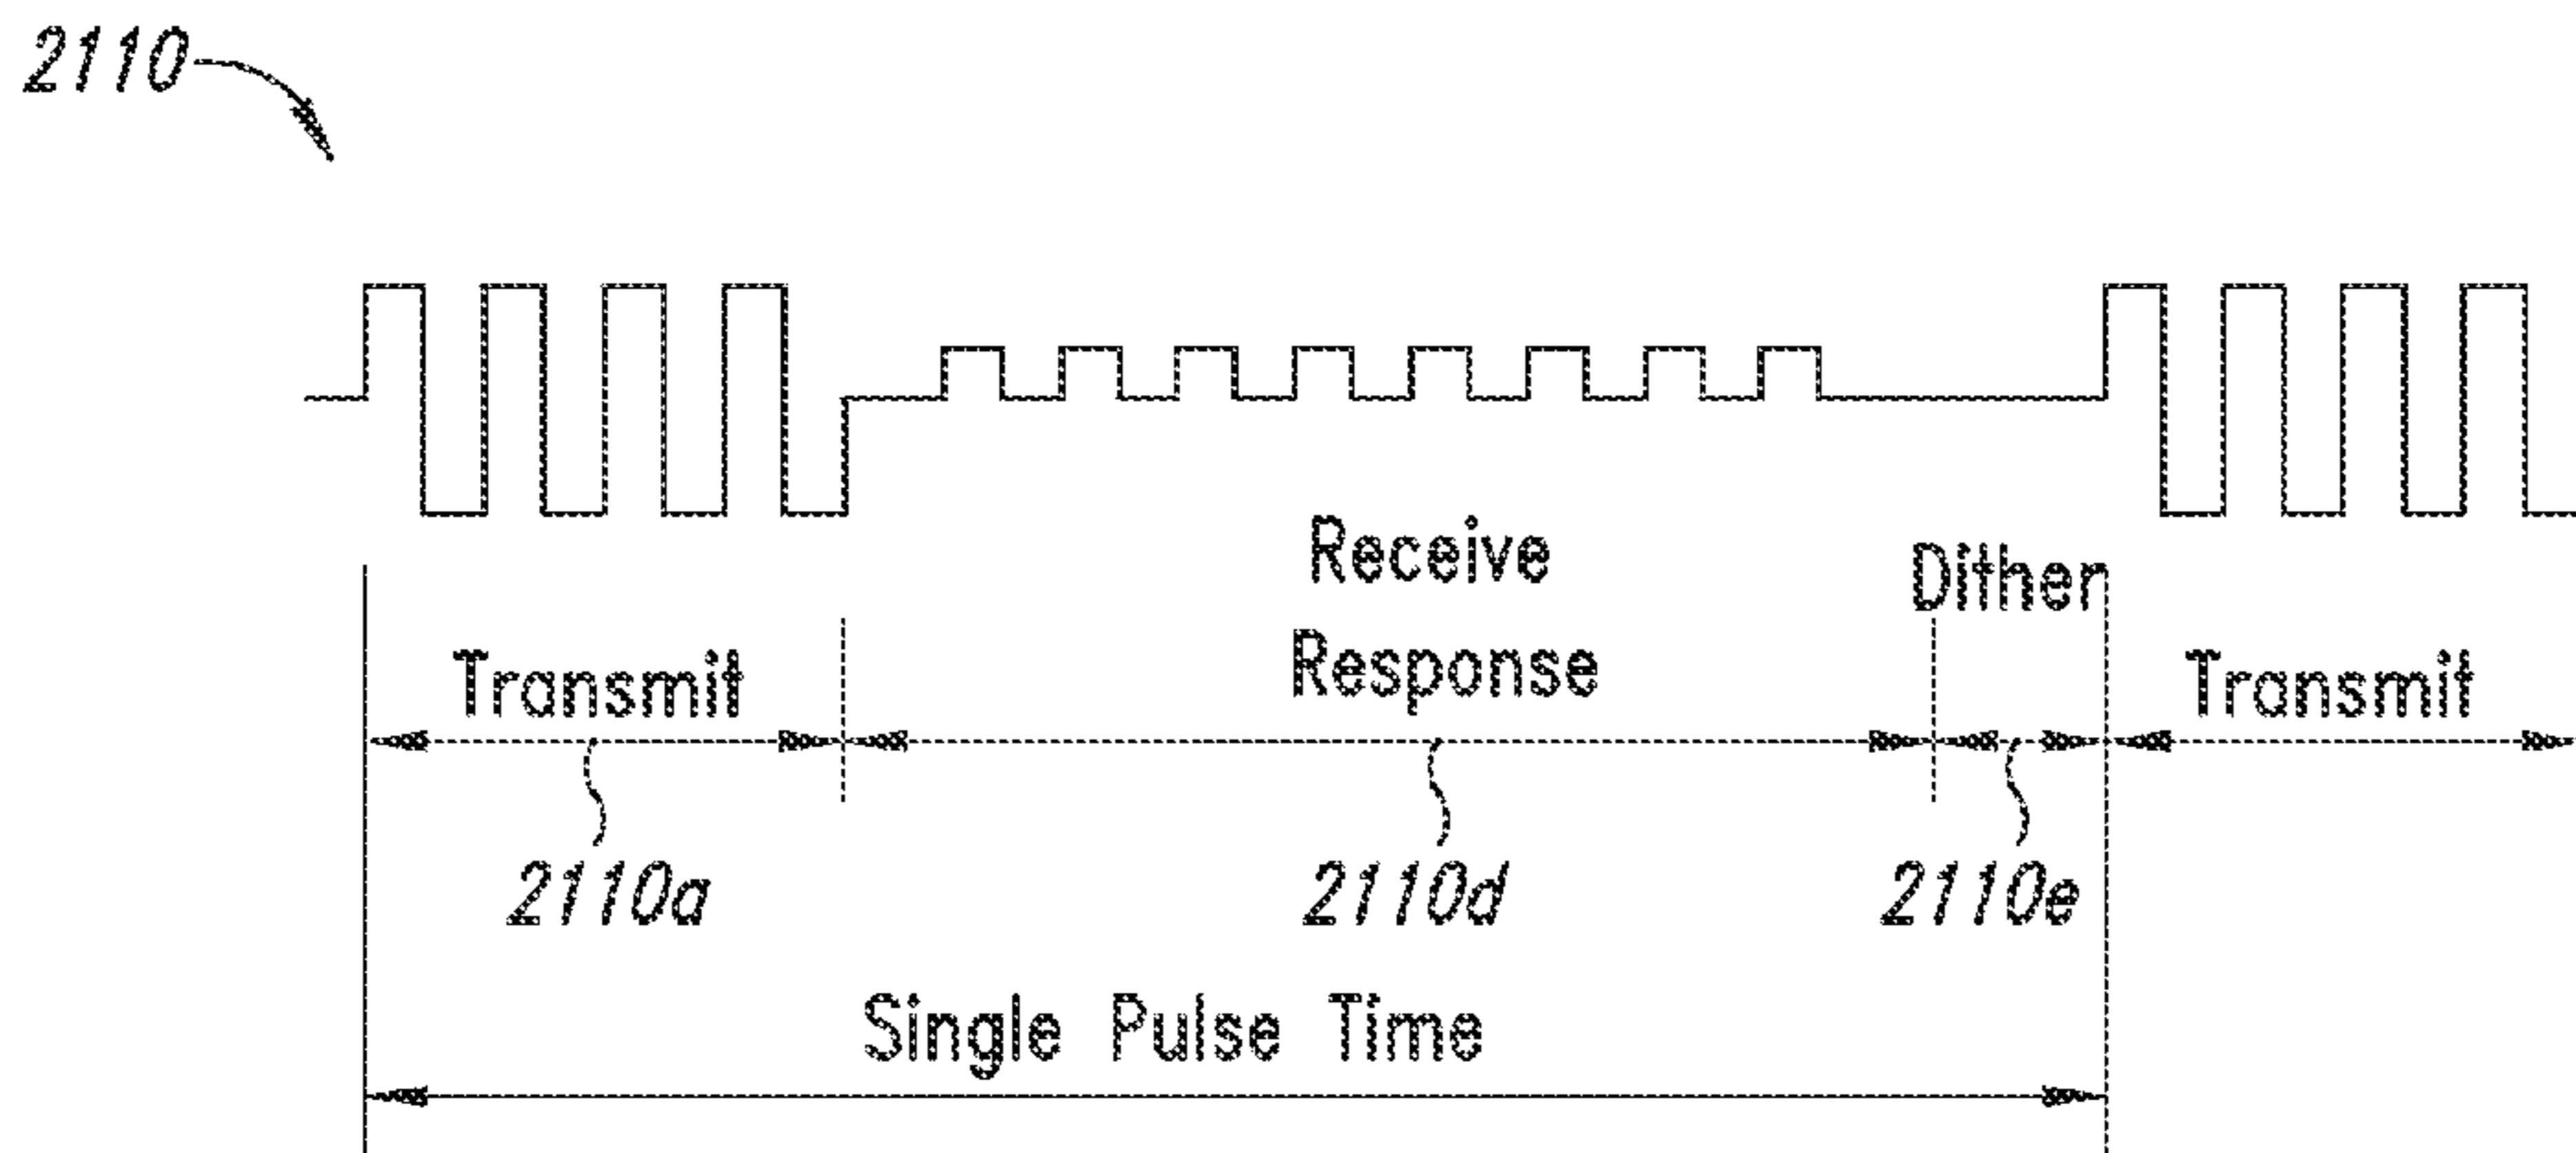 2110
Receive
Response
Dither
Transmit
Transmit
2110a
2110d
2110e
Single Pulse Time